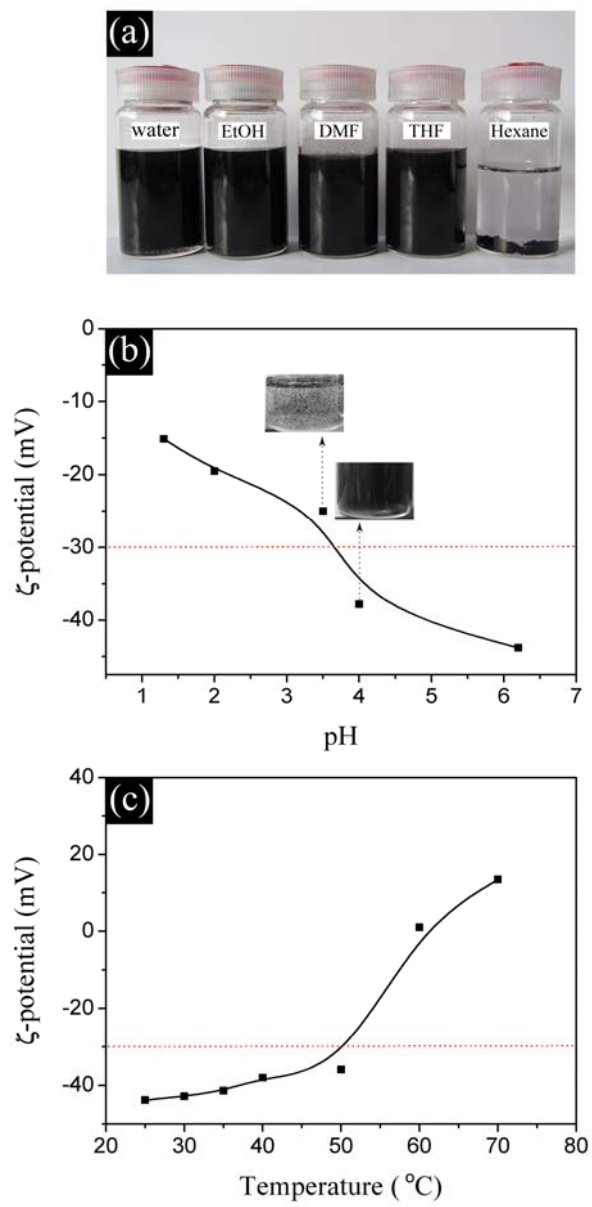 (a)
water EtOH DMF THF Hexane
(b)
0
-10
-20
-30
-40
ζ-potential (mV)
1 2 3 4 5 6 7
pH
(c)
40
20
0
-20
-40
ζ-potential (mV)
20 30 40 50 60 70 80
Temperature (°C)